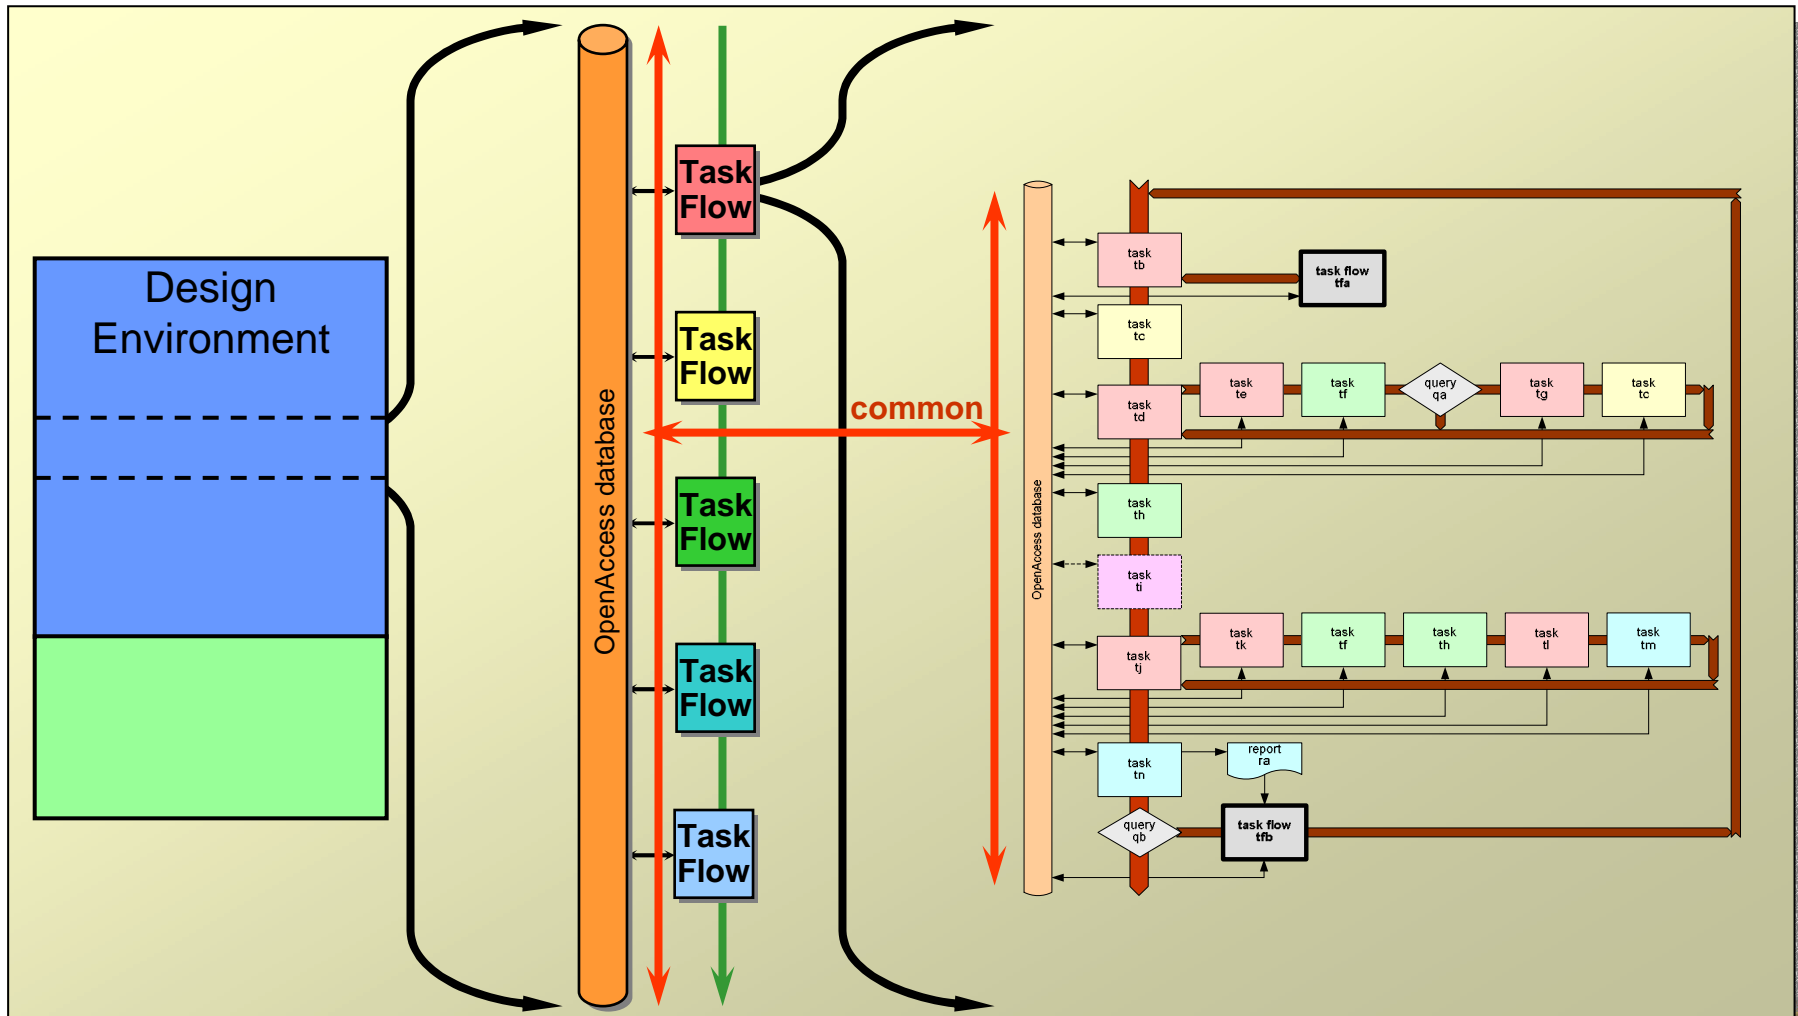 Design
Environment
OpenAccess database
Task
Flow
Task
Flow
Task
Flow
Task
Flow
Task
Flow
common
OpenAccess database
task
tb
task flow
tfa
task
tc
task
td
task
te
task
tf
query
qa
task
tg
task
tc
task
th
task
ti
task
tj
task
tk
task
tf
task
th
task
tl
task
tm
task
tn
report
ra
query
qb
task flow
tfb